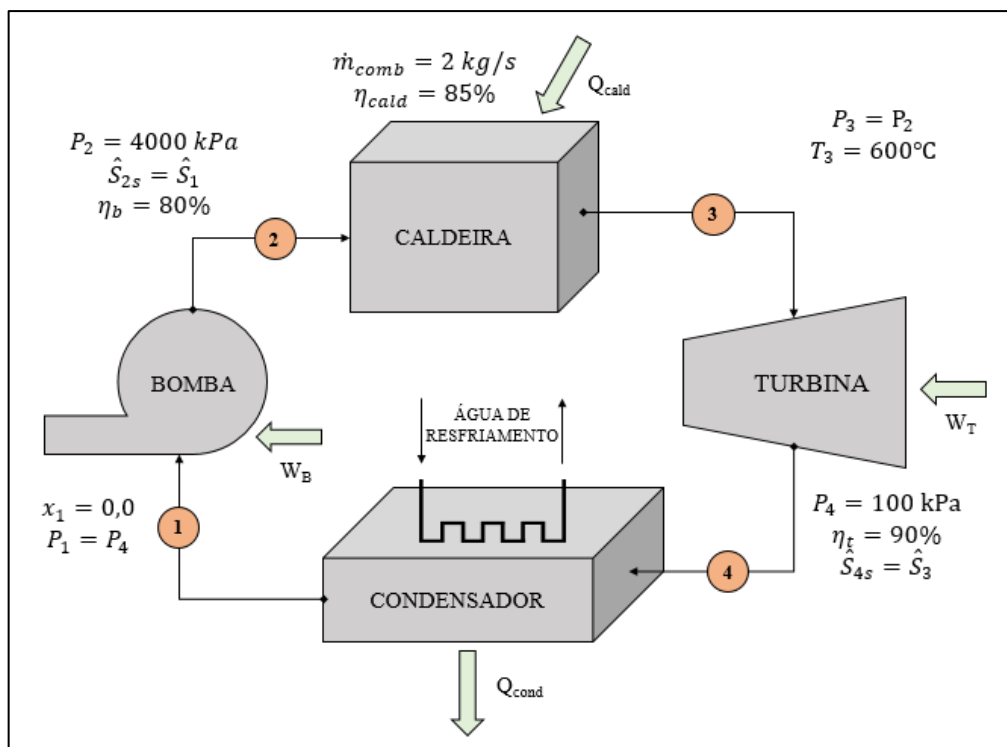 ṁ_comb = 2 kg/s
η_cald = 85%
Q_cald
P_2 = 4000 kPa
Ŝ_2s = Ŝ_1
η_b = 80%
P_3 = P_2
T_3 = 600°C
2
3
CALDEIRA
BOMBA
TURBINA
ÁGUA DE
RESFRIAMENTO
W_B
W_T
x_1 = 0,0
P_1 = P_4
1
P_4 = 100 kPa
η_t = 90%
Ŝ_4s = Ŝ_3
4
CONDENSADOR
Q_cond